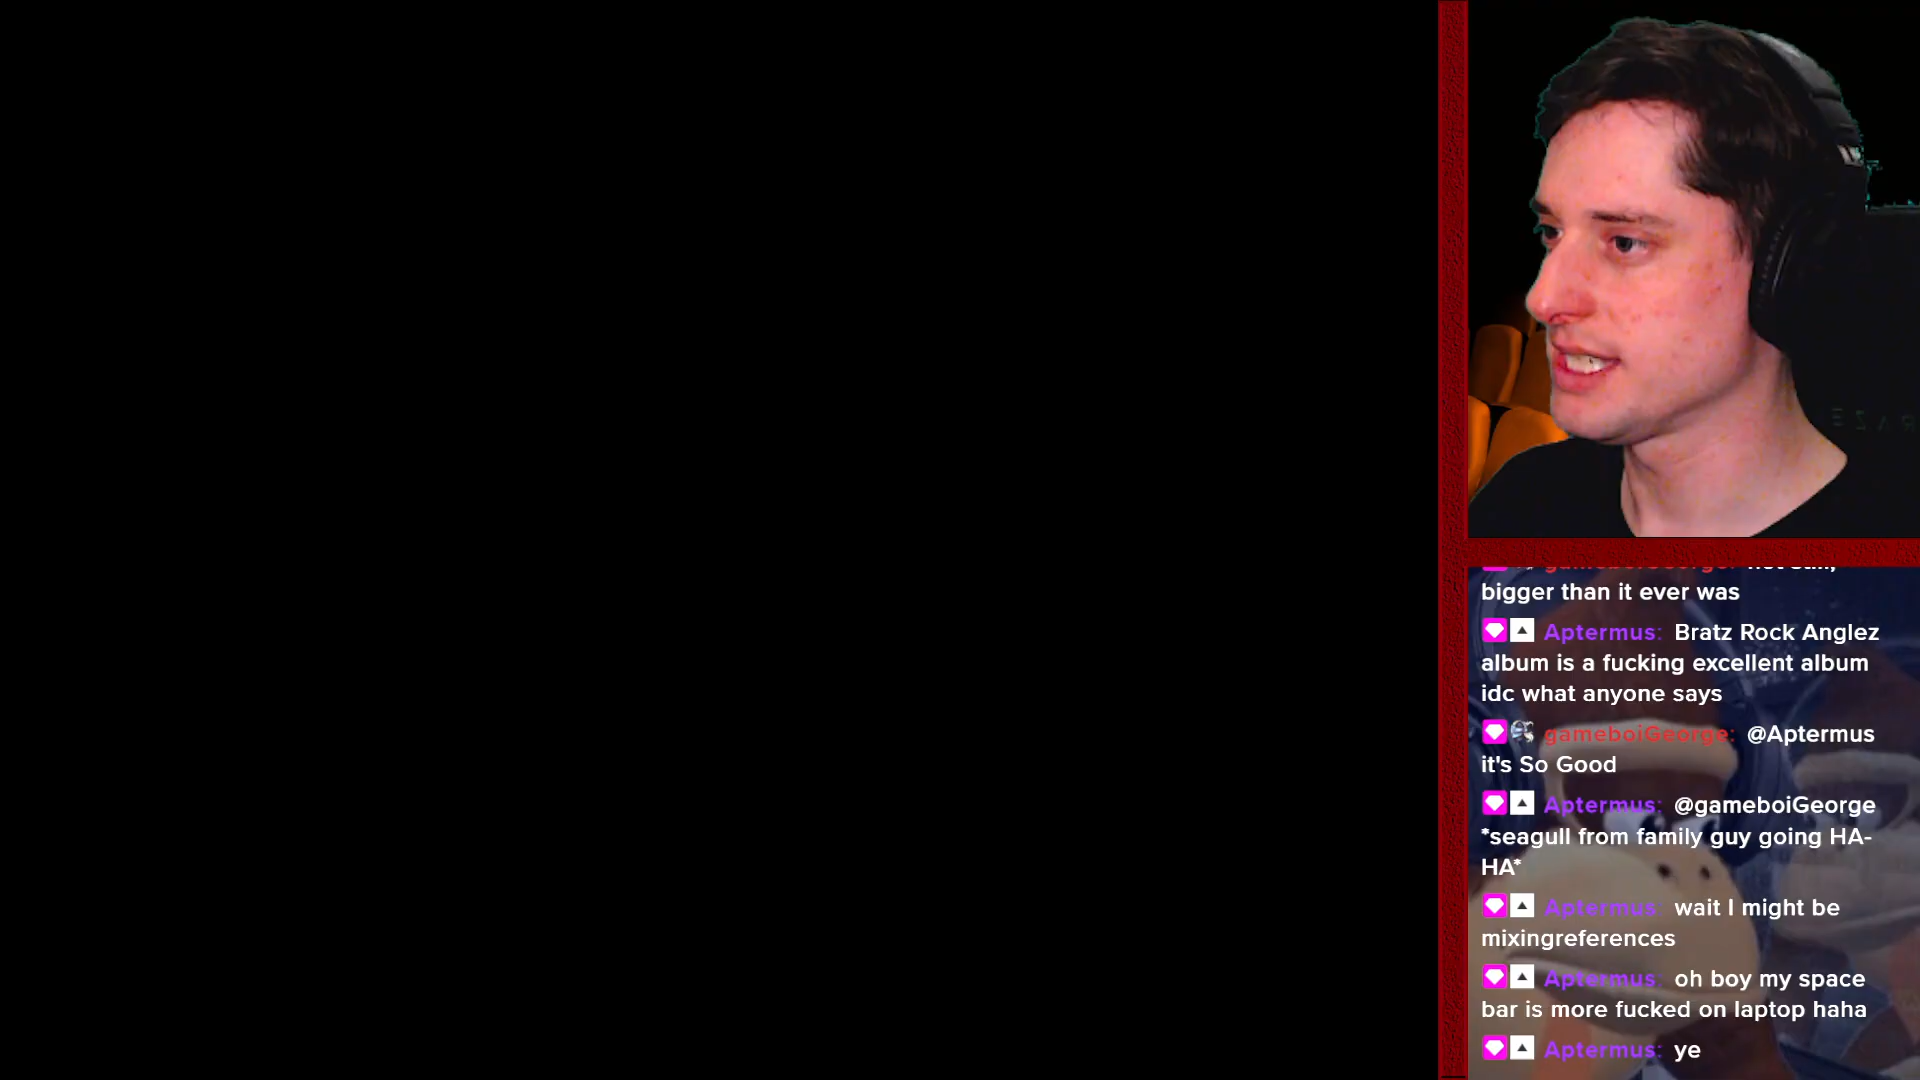 bigger than it ever was
Aptermus: Bratz Rock Anglez
album is a fucking excellent album
idc what anyone says
gameboiGeorge: @Aptermus
it's So Good
Aptermus: @gameboiGeorge
*seagull from family guy going HA-
HA*
Aptermus: wait I might be
mixingreferences
Aptermus: oh boy my space
bar is more fucked on laptop haha
Aptermus: ye